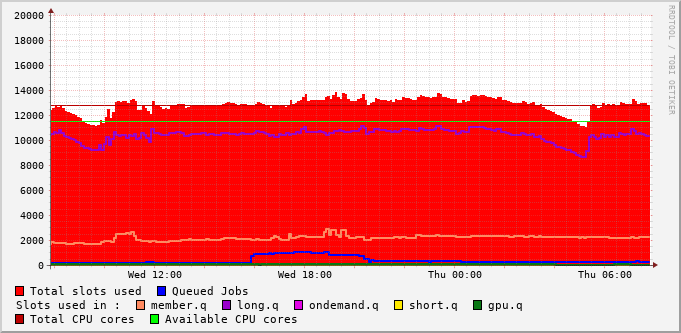 20000
18000
16000
14000
12000
10000
8000
6000
4000
2000
0
Wed 12:00 Wed 18:00 Thu 00:00 Thu 06:00
Total slots used Queued Jobs
Slots used in : member.q long.q ondemand.q short.q gpu.q
Total CPU cores Available CPU cores
RRDTOOL / TOBI OETIKER